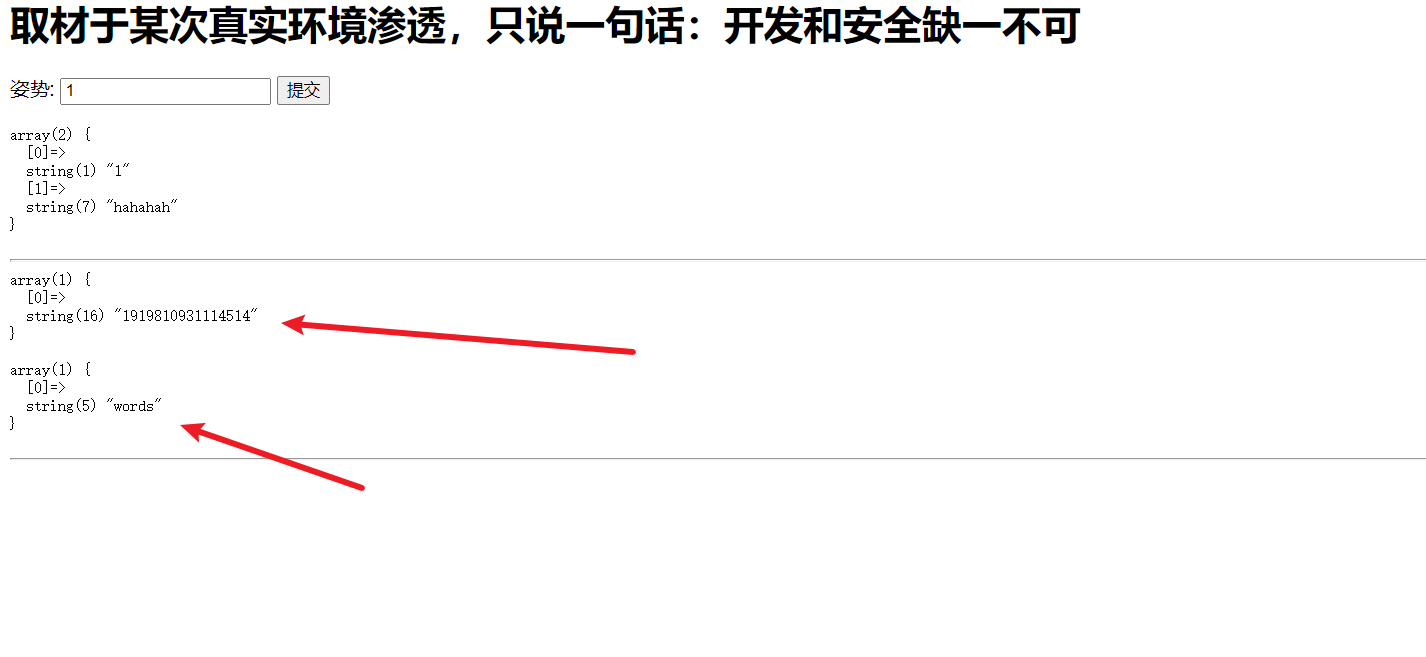 取材于某次真实环境渗透，只说一句话：开发和安全缺一不可
姿势: 1 提交
array(2) {
  [0]=>
  string(1) "1"
  [1]=>
  string(7) "hahahah"
}
array(1) {
  [0]=>
  string(16) "1919810931114514"
}
array(1) {
  [0]=>
  string(5) "words"
}